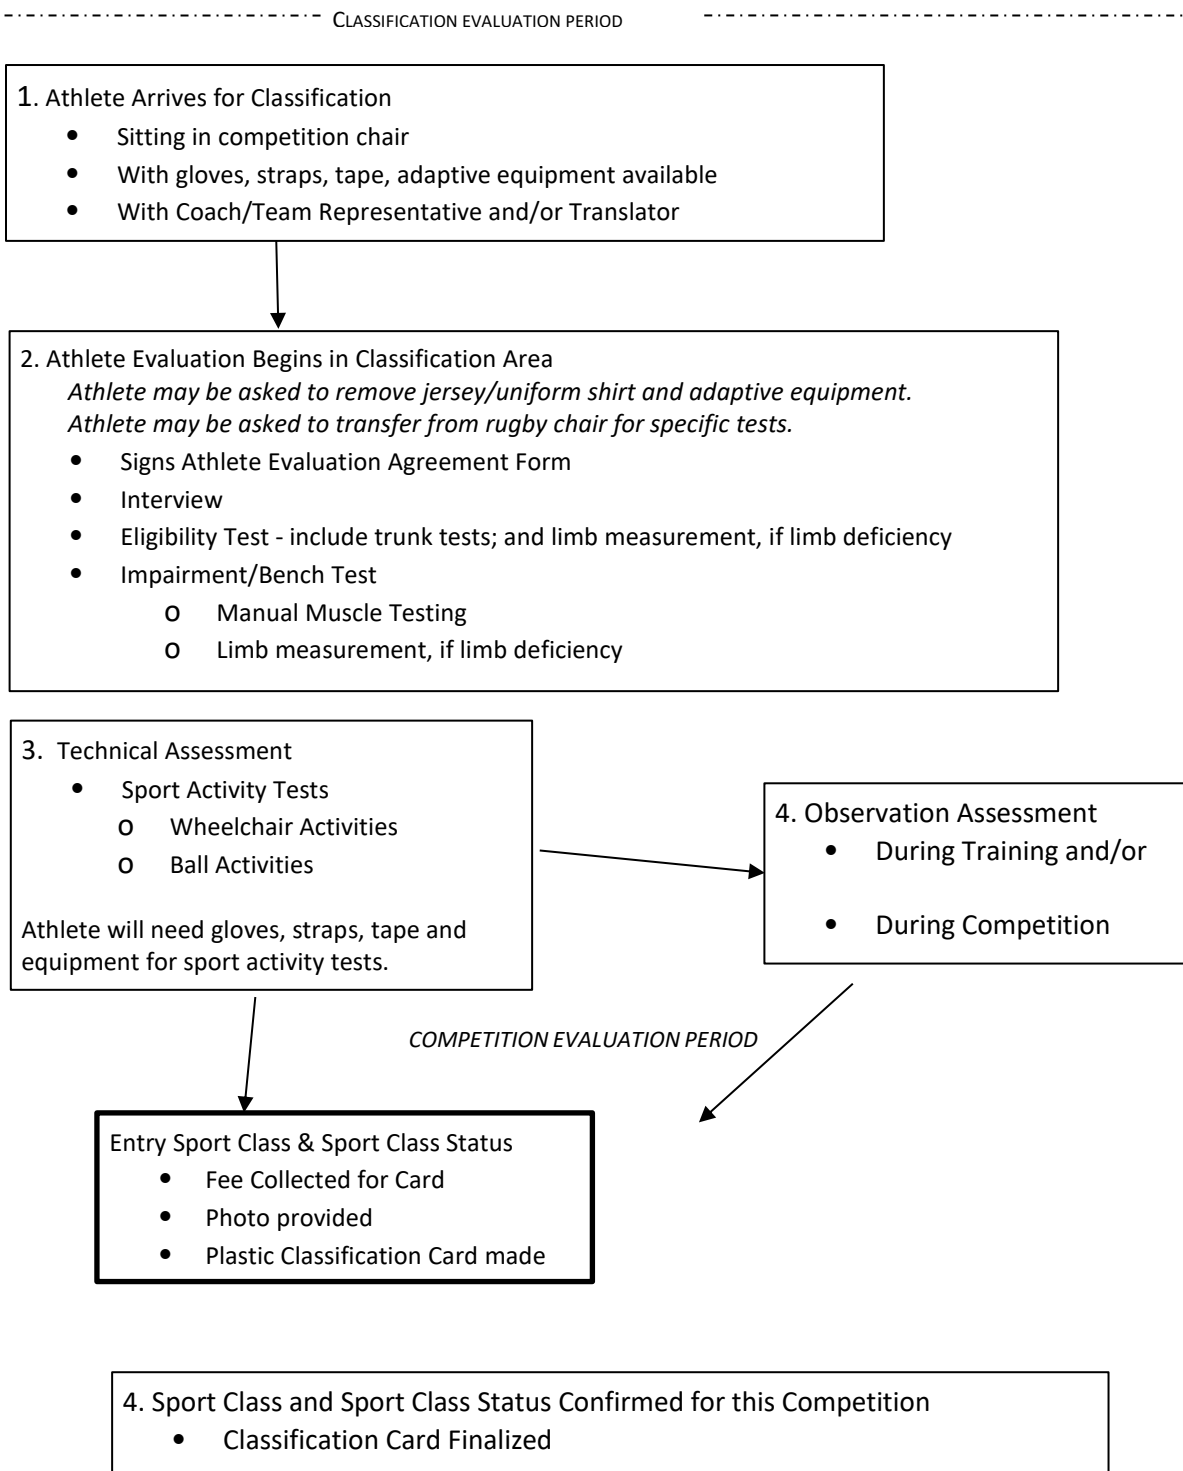 CLASSIFICATION EVALUATION PERIOD
1. Athlete Arrives for Classification
• Sitting in competition chair
• With gloves, straps, tape, adaptive equipment available
• With Coach/Team Representative and/or Translator
2. Athlete Evaluation Begins in Classification Area
Athlete may be asked to remove jersey/uniform shirt and adaptive equipment.
Athlete may be asked to transfer from rugby chair for specific tests.
• Signs Athlete Evaluation Agreement Form
• Interview
• Eligibility Test - include trunk tests; and limb measurement, if limb deficiency
• Impairment/Bench Test
o Manual Muscle Testing
o Limb measurement, if limb deficiency
3. Technical Assessment
• Sport Activity Tests
o Wheelchair Activities
o Ball Activities
Athlete will need gloves, straps, tape and
equipment for sport activity tests.
4. Observation Assessment
• During Training and/or
• During Competition
COMPETITION EVALUATION PERIOD
Entry Sport Class & Sport Class Status
• Fee Collected for Card
• Photo provided
• Plastic Classification Card made
4. Sport Class and Sport Class Status Confirmed for this Competition
• Classification Card Finalized